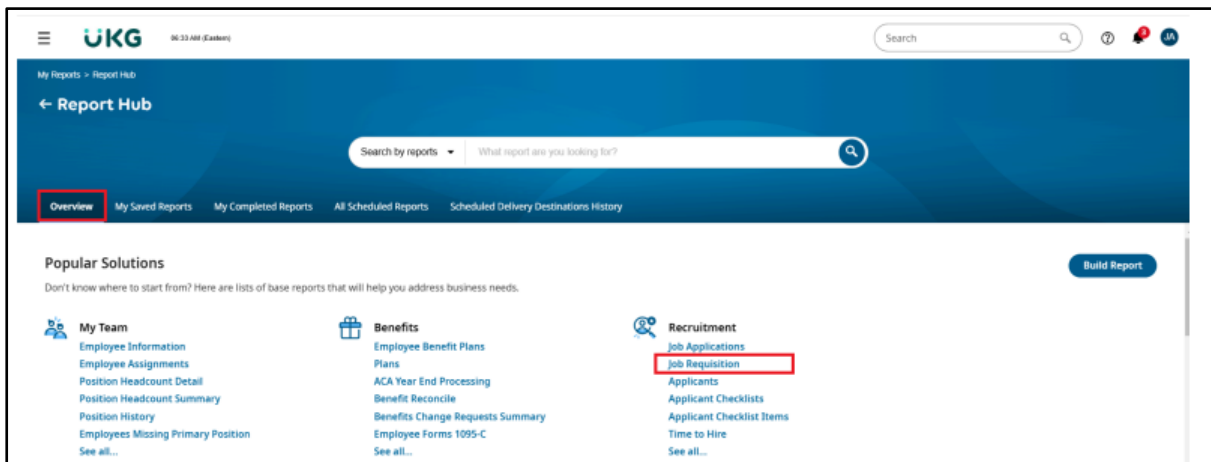 UKG
06:33 AM (Eastern)
Search
JA
My Reports > Report Hub
← Report Hub
Search by reports
What report are you looking for?
Overview
My Saved Reports
My Completed Reports
All Scheduled Reports
Scheduled Delivery Destinations History
Popular Solutions
Build Report
Don't know where to start from? Here are lists of base reports that will help you address business needs.
My Team
Employee Information
Employee Assignments
Position Headcount Detail
Position Headcount Summary
Position History
Employees Missing Primary Position
See all...
Benefits
Employee Benefit Plans
Plans
ACA Year End Processing
Benefit Reconcile
Benefits Change Requests Summary
Employee Forms 1095-C
See all...
Recruitment
Job Applications
Job Requisition
Applicants
Applicant Checklists
Applicant Checklist Items
Time to Hire
See all...